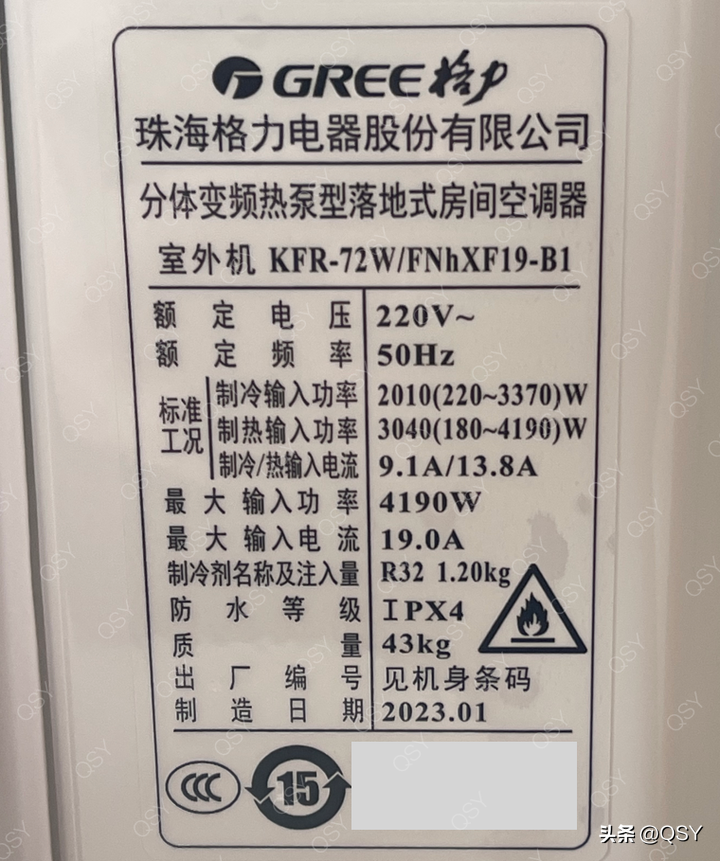 GREE 格力
珠海格力电器股份有限公司
分体变频热泵型落地式房间空调器
室外机 KFR-72W/FNhXF19-B1
额定电压 220V~
额定频率 50Hz
标准工况 制冷输入功率 2010(220~3370)W
制热输入功率 3040(180~4190)W
制冷/热输入电流 9.1A/13.8A
最大输入功率 4190W
最大输入电流 19.0A
制冷剂名称及注入量 R32 1.20kg
防水等级 IPX4
质量 43kg
出厂编号 见机身条码
制造日期 2023.01
CCC 15
头条 @QSY